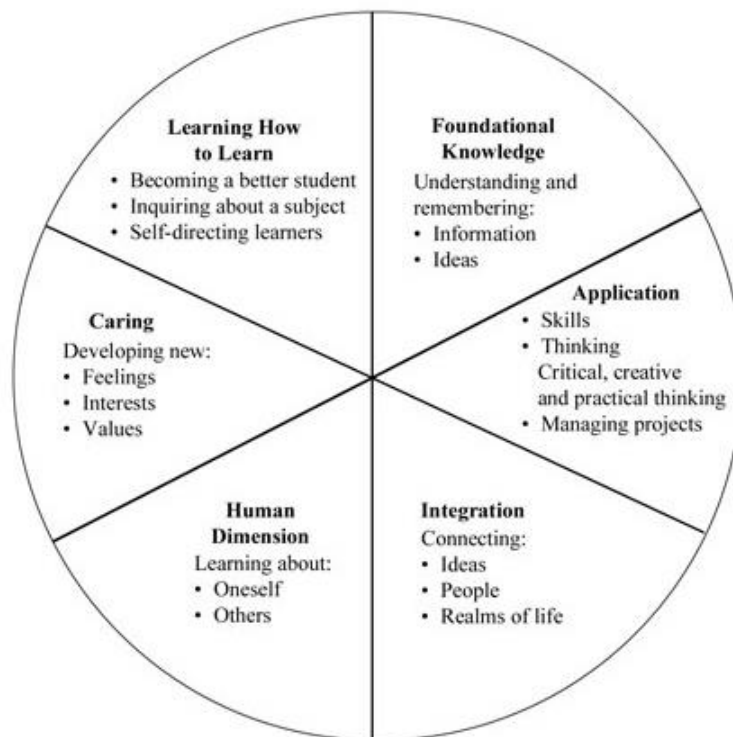 Learning How
to Learn
• Becoming a better student
• Inquiring about a subject
• Self-directing learners
Foundational
Knowledge
Understanding and
remembering:
• Information
• Ideas
Application
• Skills
• Thinking
Critical, creative
and practical thinking
• Managing projects
Integration
Connecting:
• Ideas
• People
• Realms of life
Human
Dimension
Learning about:
• Oneself
• Others
Caring
Developing new:
• Feelings
• Interests
• Values